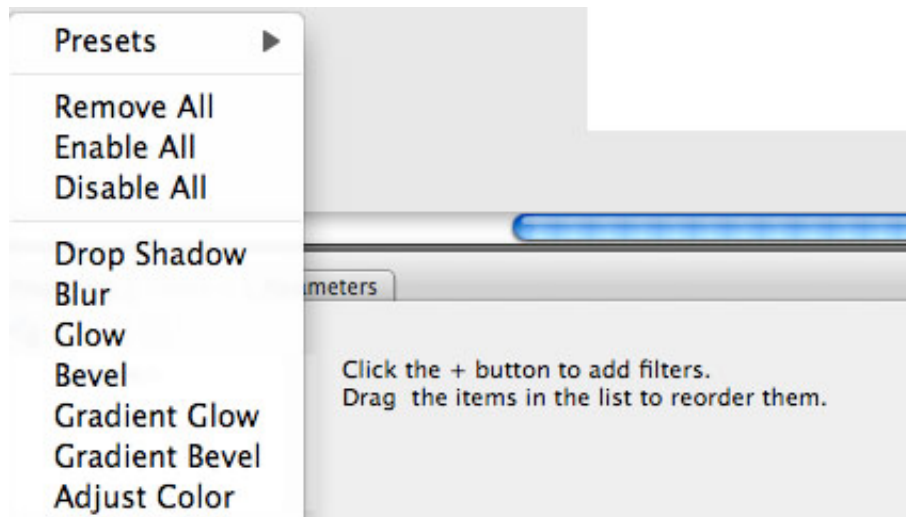 Presets
Remove All
Enable All
Disable All
Drop Shadow
Blur
Glow
Bevel
Gradient Glow
Gradient Bevel
Adjust Color
meters
Click the + button to add filters.
Drag  the items in the list to reorder them.